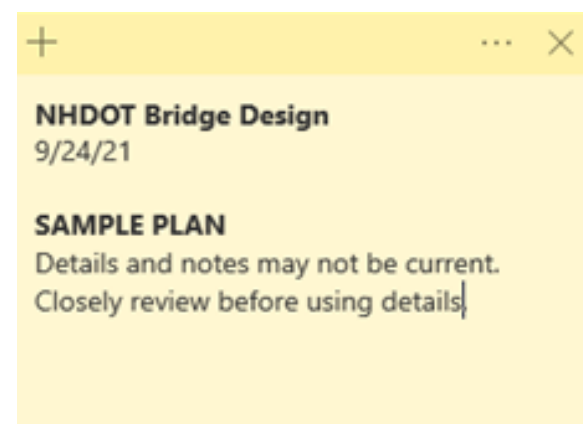 NHDOT Bridge Design
9/24/21
SAMPLE PLAN
Details and notes may not be current.
Closely review before using details.